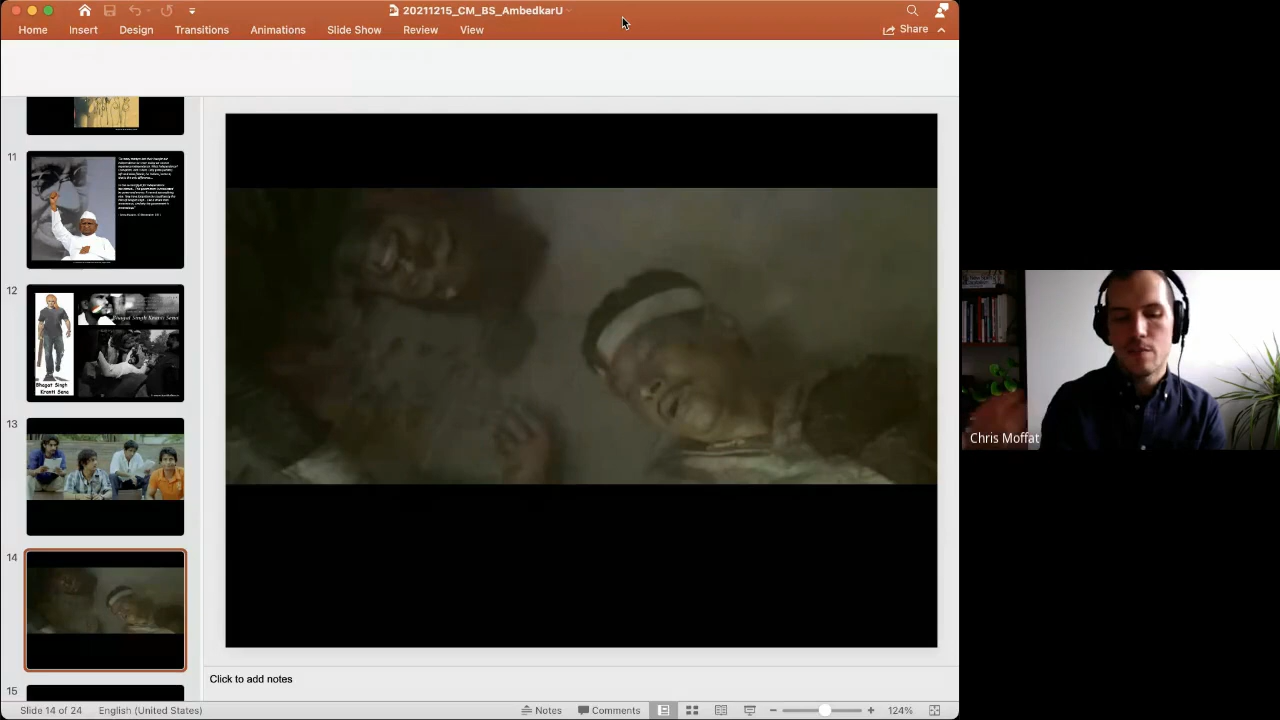 20211215_CM_BS_AmbedkarU
Home Insert Design Transitions Animations Slide Show Review View Share
11
12
Bhagat Singh Kranti Sena
Bhagat Singh
Kranti Sena
13
14
15
Click to add notes
Slide 14 of 24 English (United States) Notes Comments 124%
Chris Moffat